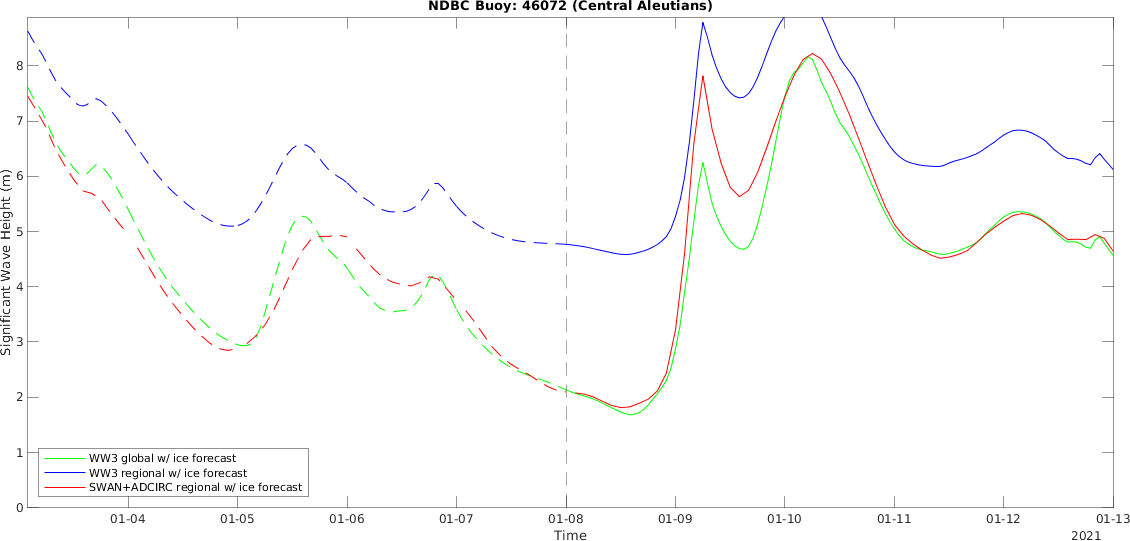 NDBC Buoy: 46072 (Central Aleutians)
Significant Wave Height (m)
8
7
6
5
4
3
2
1
0
WW3 global w/ ice forecast
WW3 regional w/ ice forecast
SWAN+ADCIRC regional w/ ice forecast
01-04 01-05 01-06 01-07 01-08 01-09 01-10 01-11 01-12 01-13
Time
2021